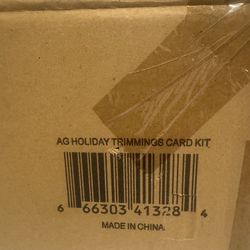 AG HOLIDAY TRIMMINGS CARD KIT
6 66303 41328 4
MADE IN CHINA